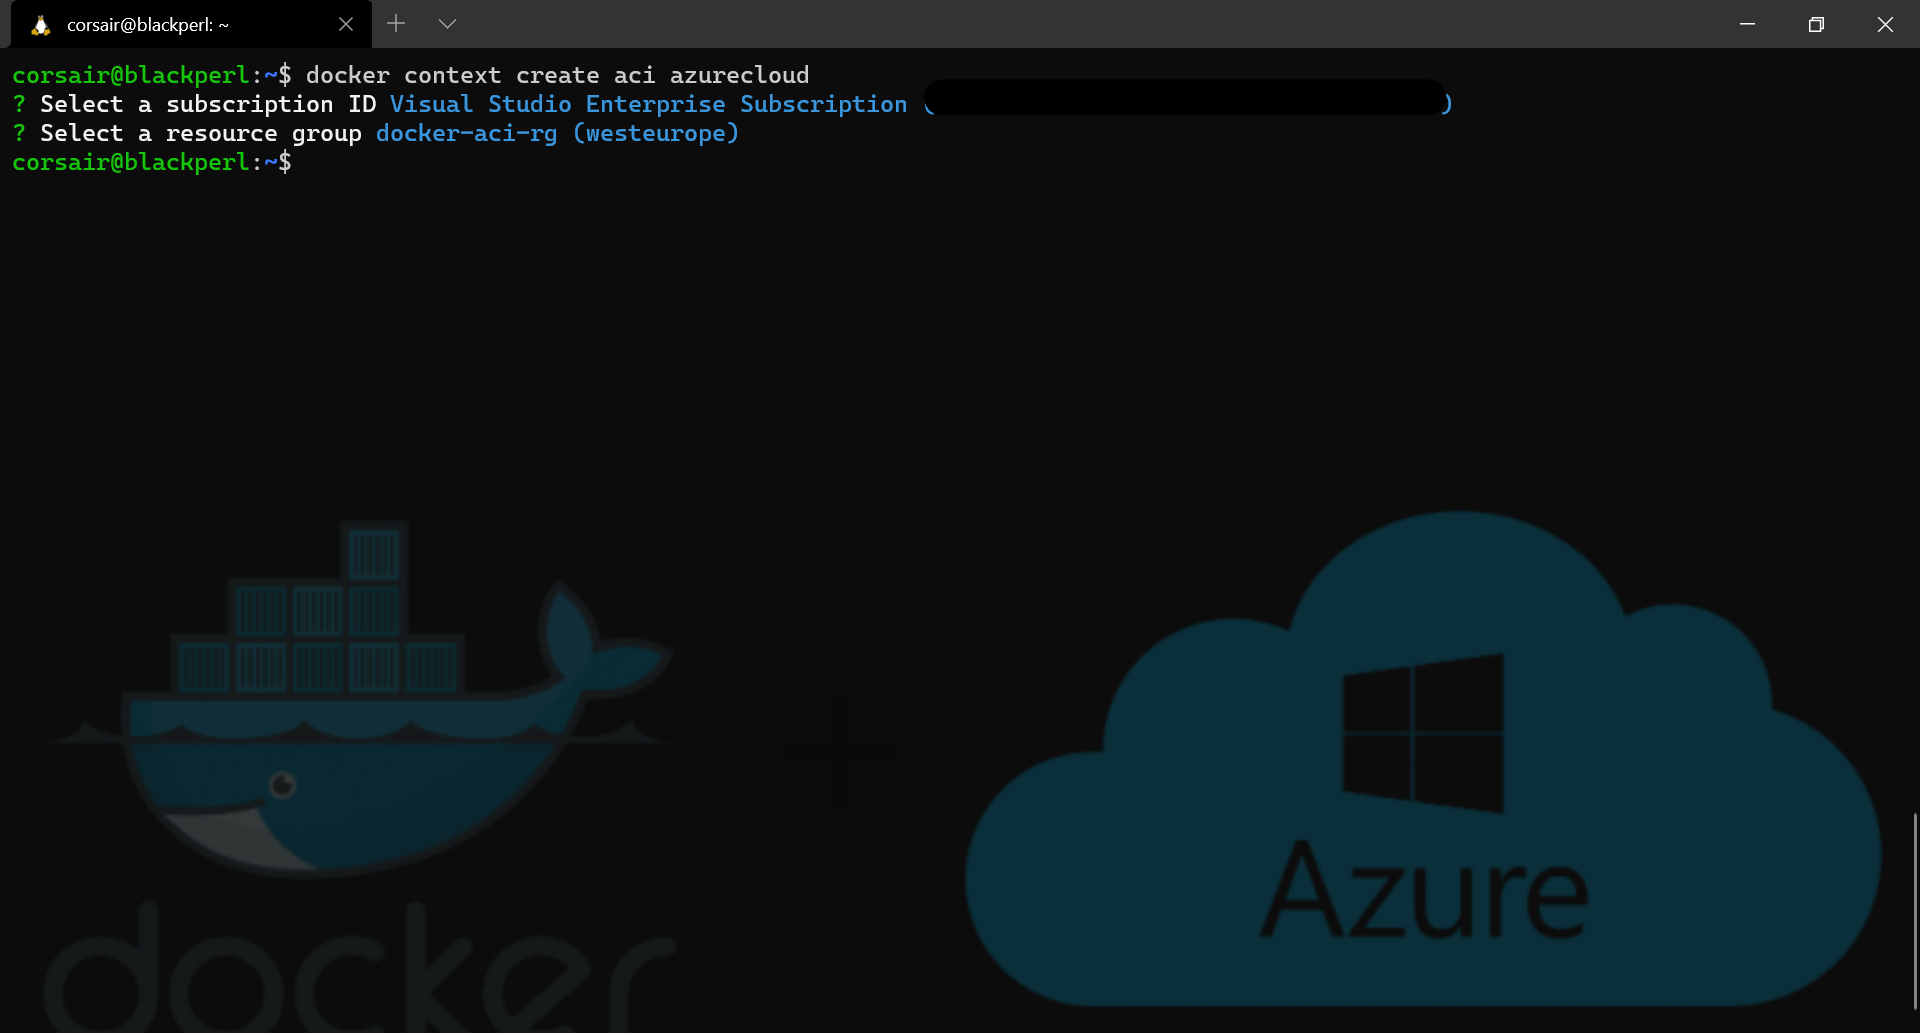 corsair@blackperl: ~
corsair@blackperl:~$ docker context create aci azurecloud
? Select a subscription ID Visual Studio Enterprise Subscription ( )
? Select a resource group docker-aci-rg (westeurope)
corsair@blackperl:~$
Azure
docker